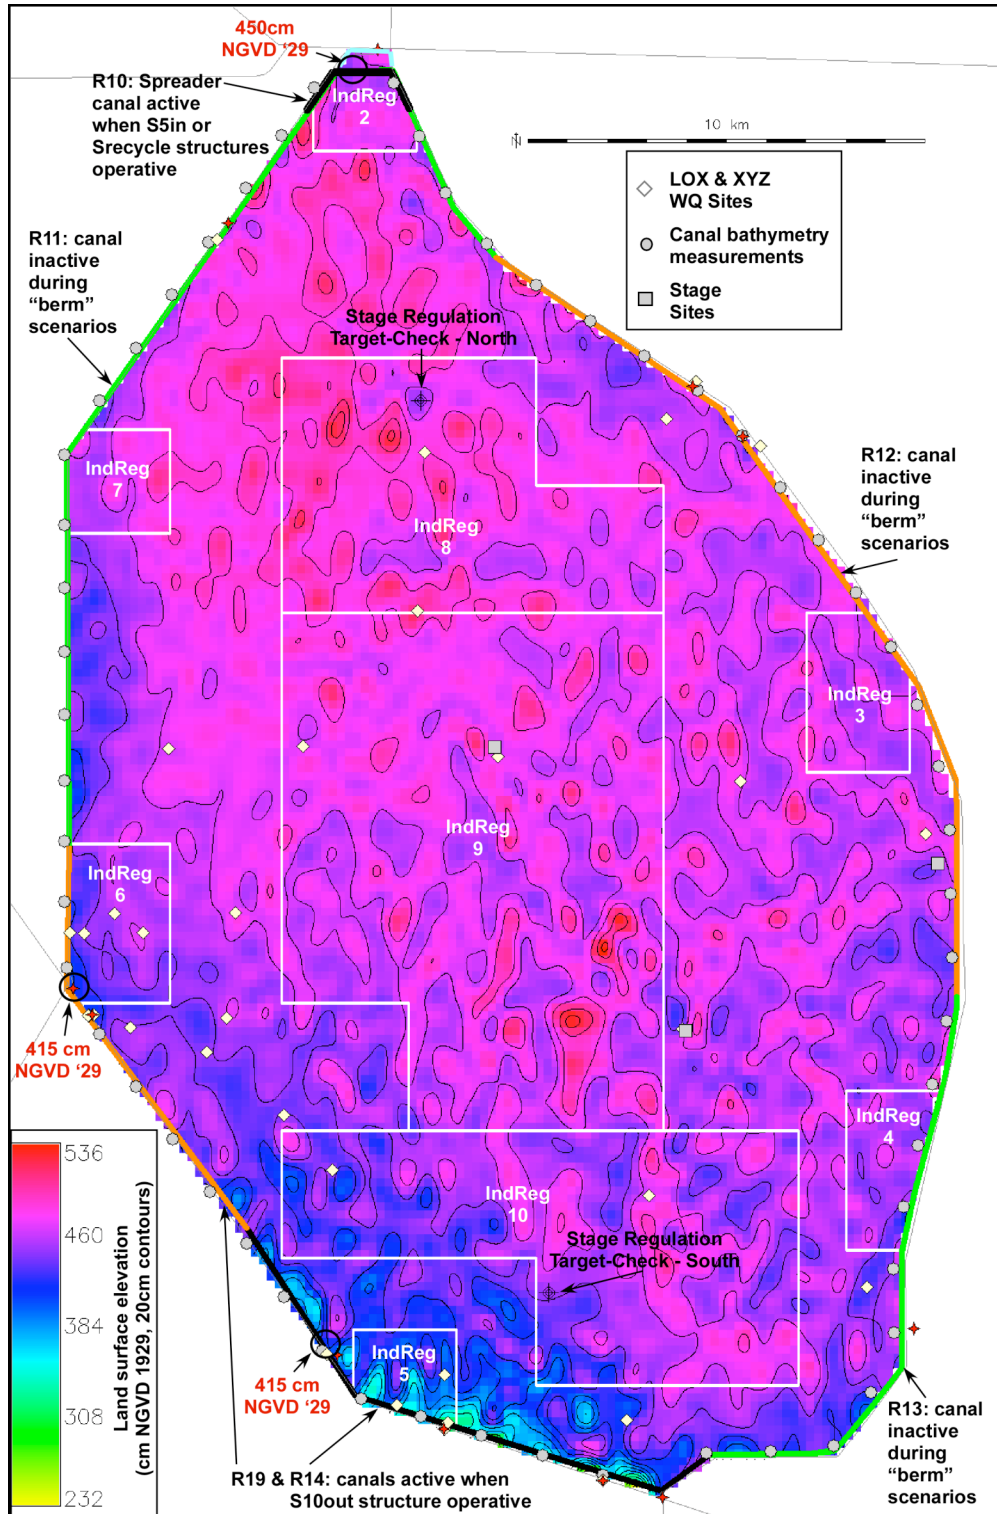 450cm
NGVD ‘29
R10: Spreader
canal active
when S5in or
Srecycle structures
operative
IndReg
2
10 km
N
LOX & XYZ
WQ Sites
Canal bathymetry
measurements
Stage
Sites
R11: canal
inactive
during
“berm”
scenarios
Stage Regulation
Target-Check - North
IndReg
7
IndReg
8
R12: canal
inactive
during
“berm”
scenarios
IndReg
3
IndReg
9
IndReg
6
415 cm
NGVD ‘29
IndReg
4
IndReg
10
Stage Regulation
Target-Check - South
536
460
384
308
232
Land surface elevation
(cm NGVD 1929, 20cm contours)
IndReg
5
415 cm
NGVD ‘29
R19 & R14: canals active when
S10out structure operative
R13: canal
inactive
during
“berm”
scenarios